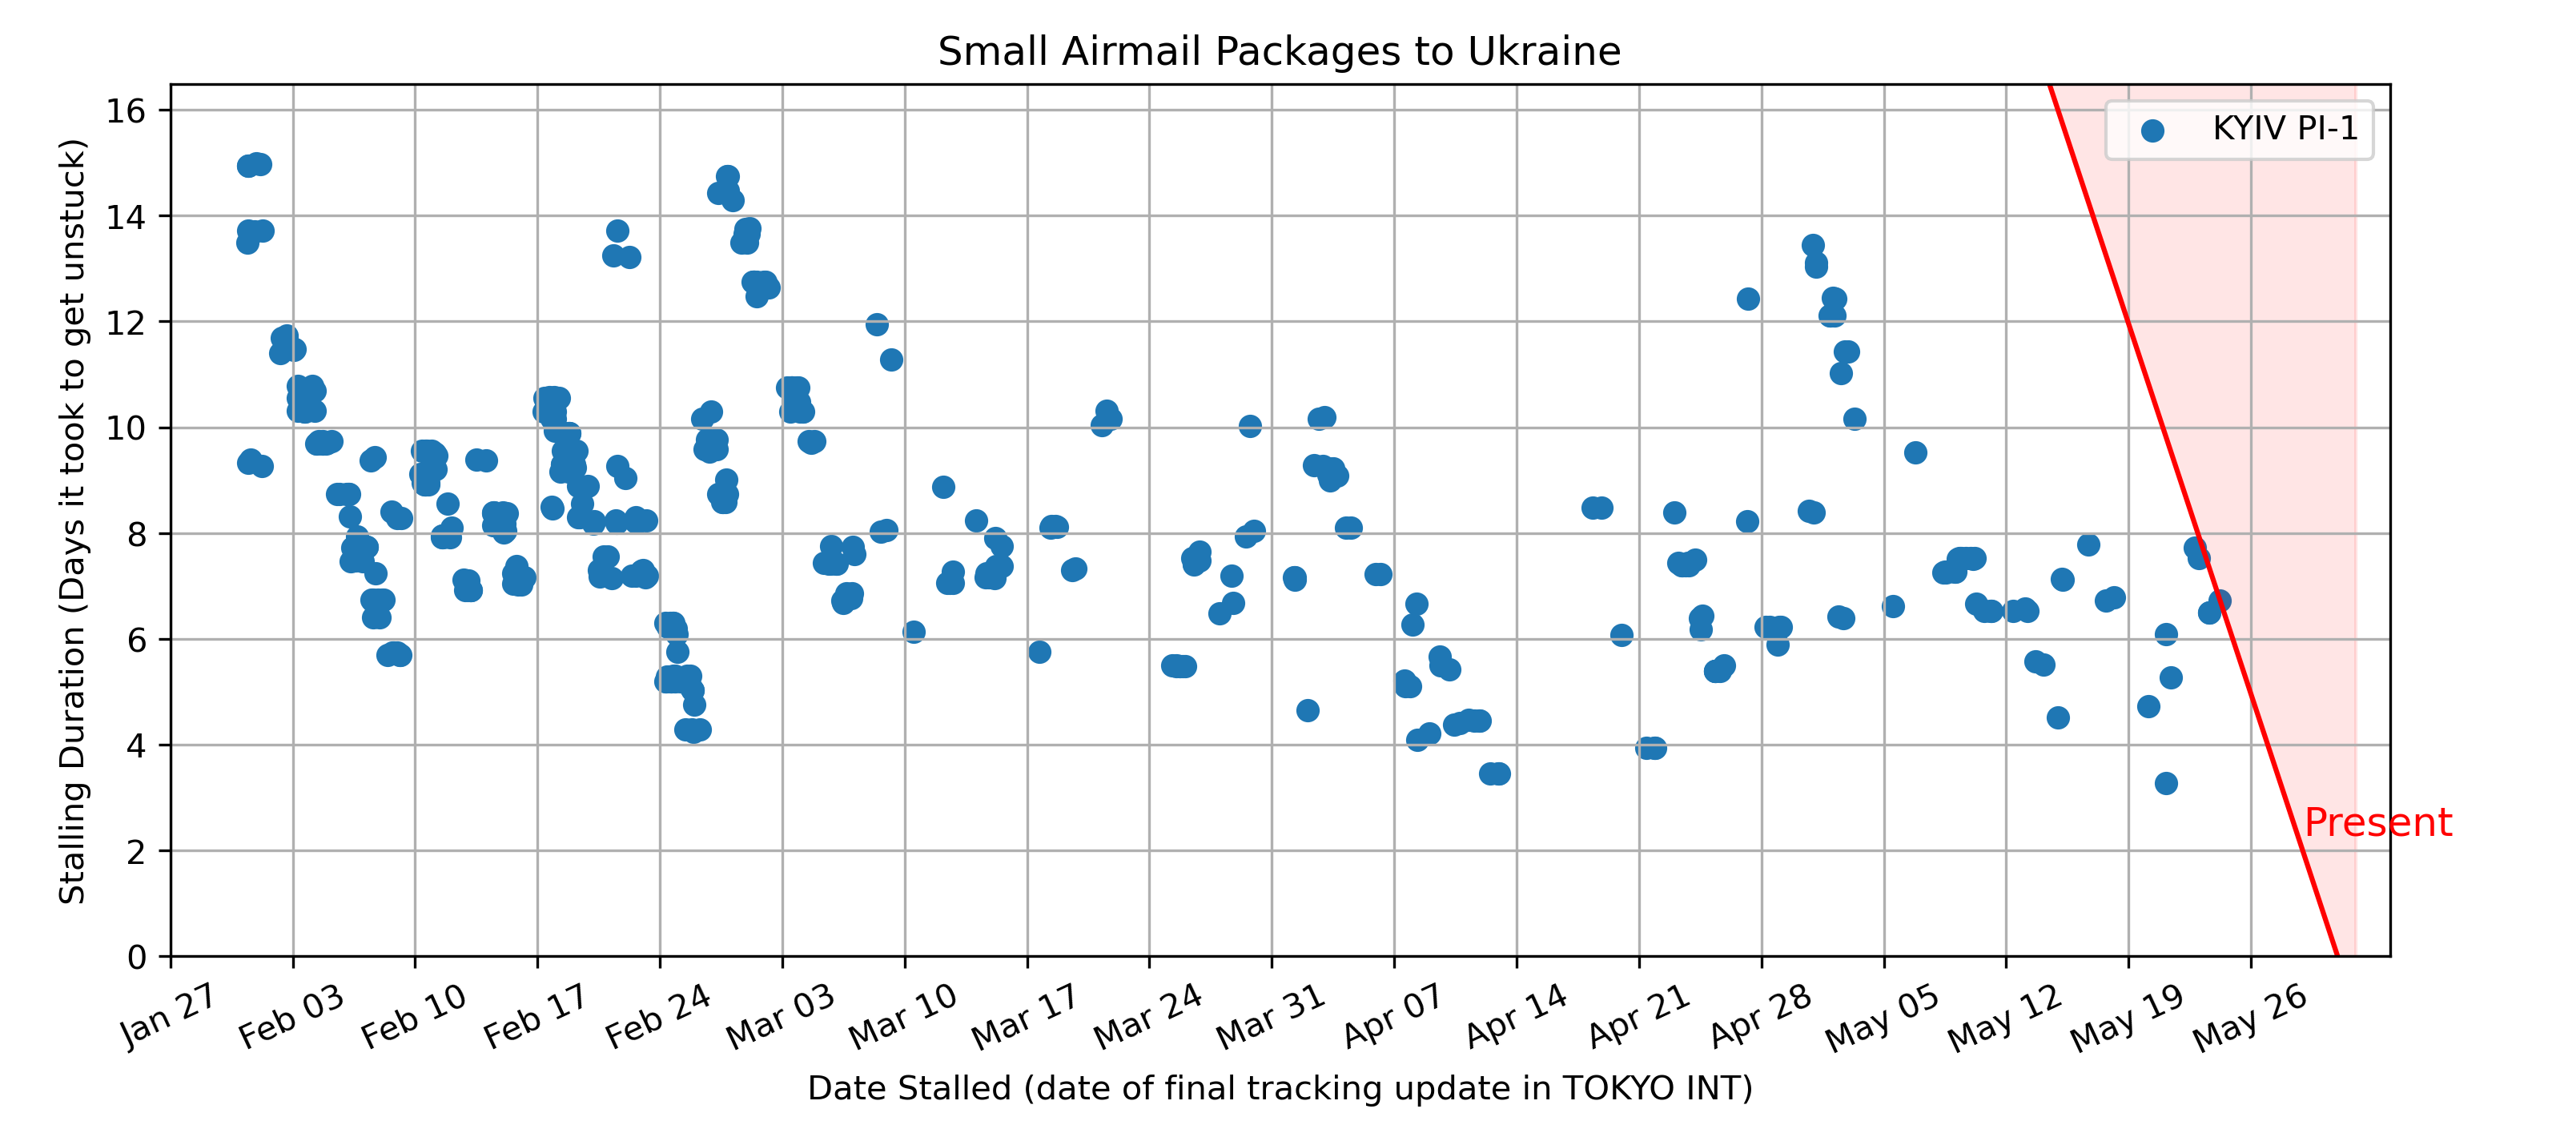 Small Airmail Packages to Ukraine
KYIV PI-1
Present
Stalling Duration (Days it took to get unstuck)
16
14
12
10
8
6
4
2
0
Jan 27
Feb 03
Feb 10
Feb 17
Feb 24
Mar 03
Mar 10
Mar 17
Mar 24
Mar 31
Apr 07
Apr 14
Apr 21
Apr 28
May 05
May 12
May 19
May 26
Date Stalled (date of final tracking update in TOKYO INT)